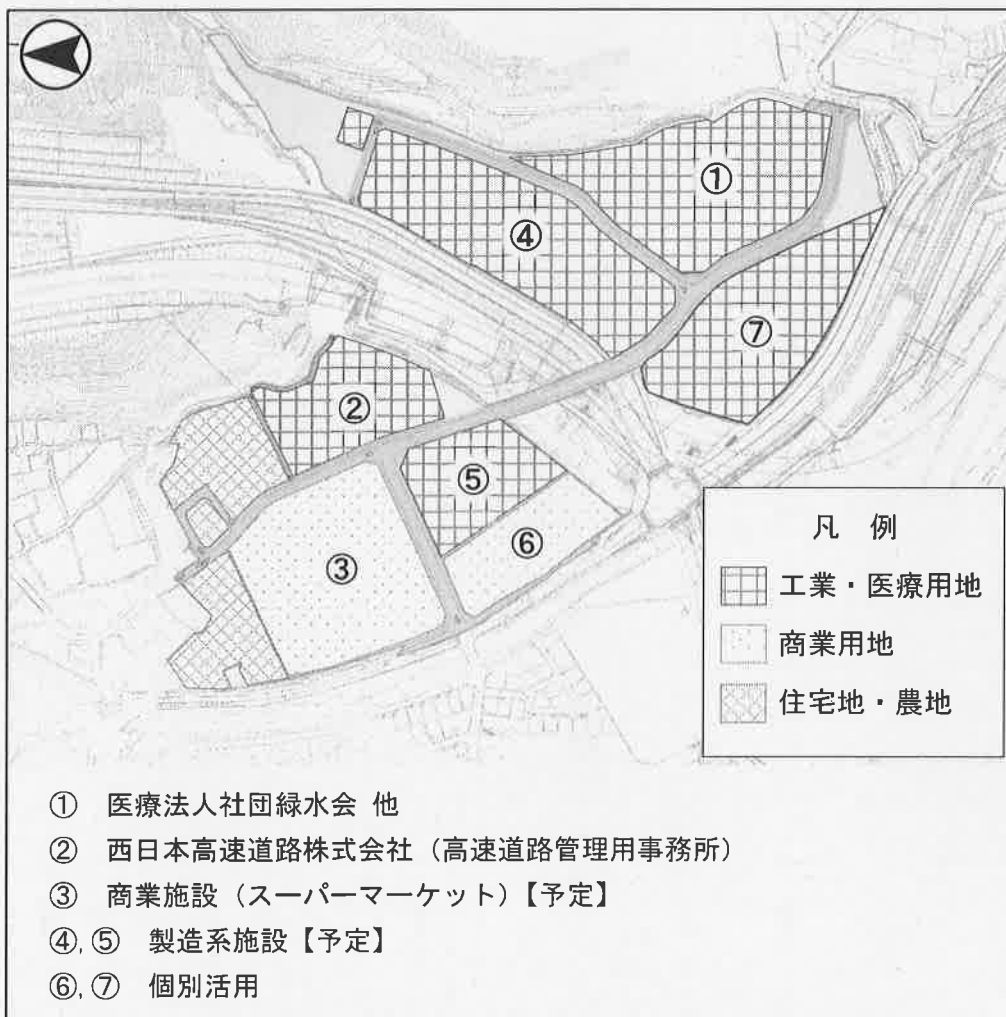 ①
④
⑦
②
⑤
⑥
③
凡 例
工業・医療用地
商業用地
住宅地・農地
① 医療法人社団緑水会 他
② 西日本高速道路株式会社（高速道路管理用事務所）
③ 商業施設（スーパーマーケット）【予定】
④,⑤ 製造系施設【予定】
⑥,⑦ 個別活用